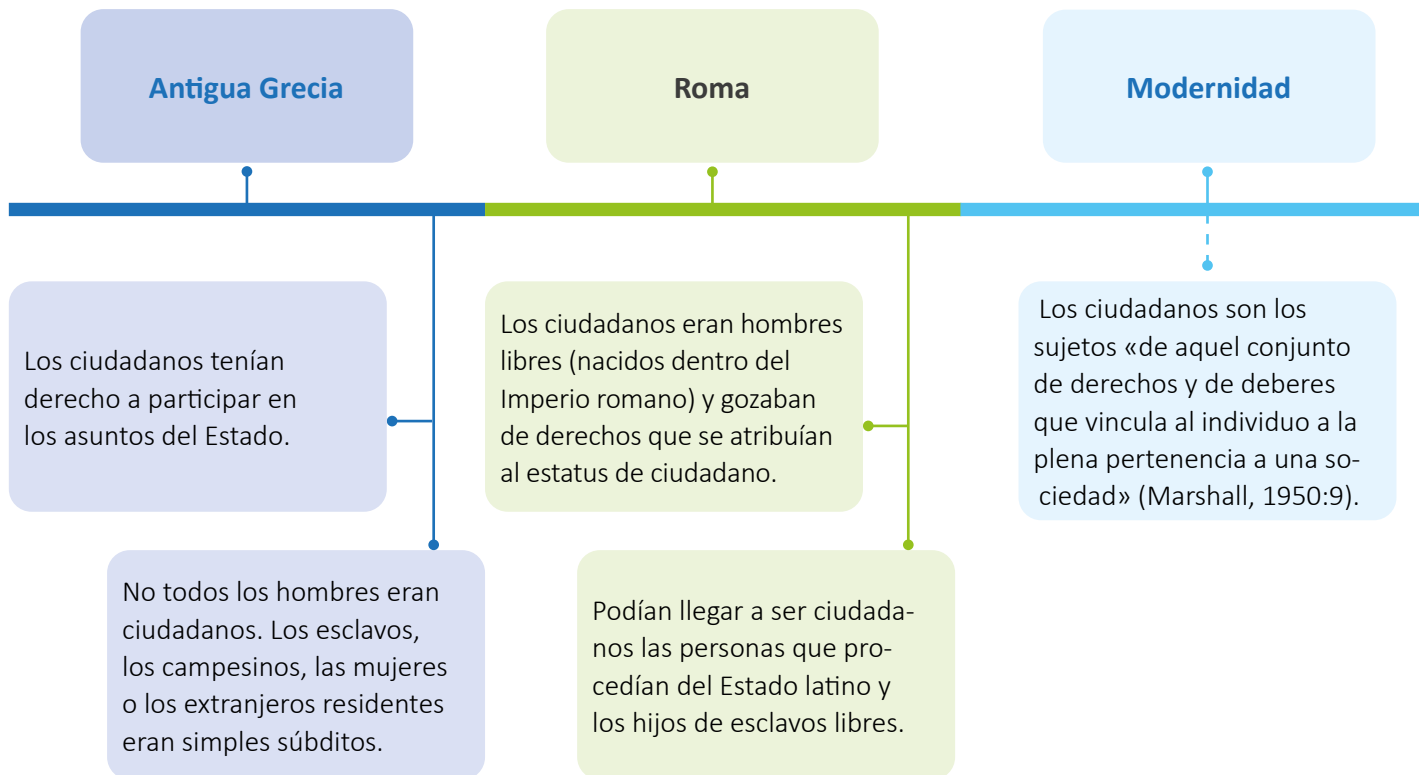 Antigua Grecia
Roma
Modernidad
Los ciudadanos tenían
derecho a participar en
los asuntos del Estado.
No todos los hombres eran
ciudadanos. Los esclavos,
los campesinos, las mujeres
o los extranjeros residentes
eran simples súbditos.
Los ciudadanos eran hombres
libres (nacidos dentro del
Imperio romano) y gozaban
de derechos que se atribuían
al estatus de ciudadano.
Podían llegar a ser ciudada-
nos las personas que pro-
cedían del Estado latino y
los hijos de esclavos libres.
Los ciudadanos son los
sujetos «de aquel conjunto
de derechos y de deberes
que vincula al individuo a la
plena pertenencia a una so-
ciedad» (Marshall, 1950:9).